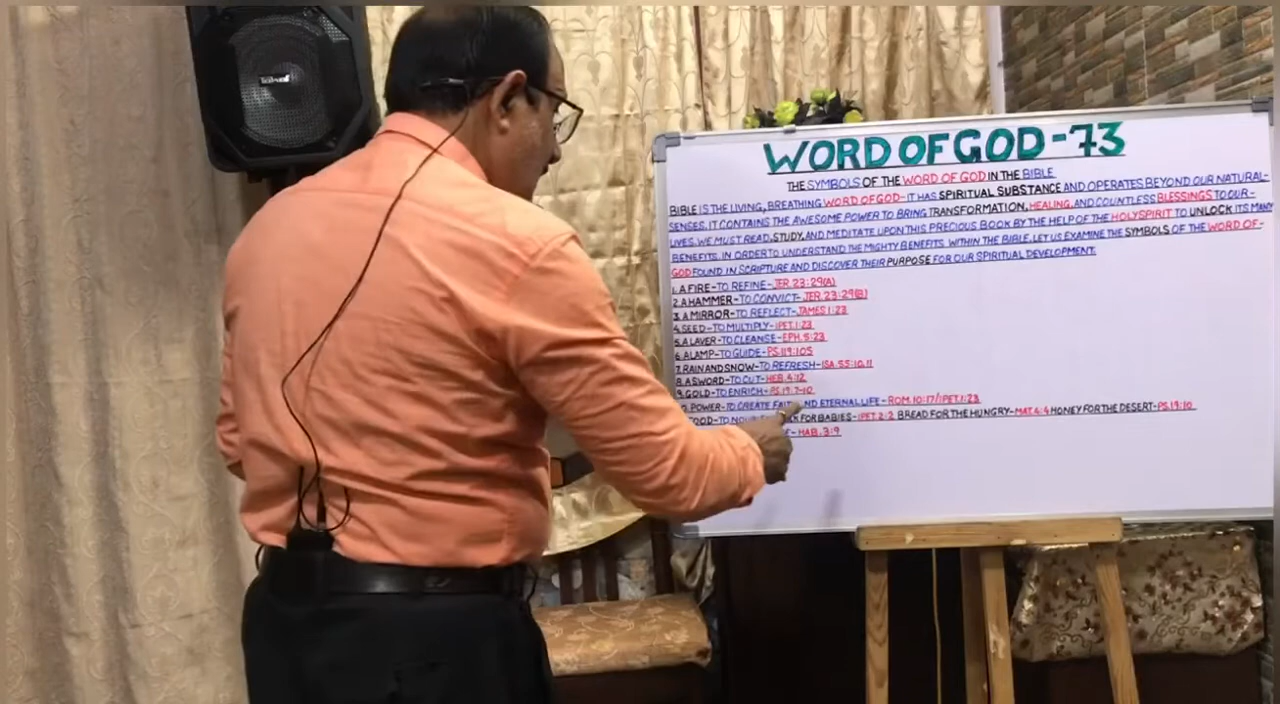 WORD OF GOD-73
THE SYMBOLS OF THE WORD OF GOD IN THE BIBLE
BIBLE IS THE LIVING, BREATHING WORD OF GOD-IT HAS SPIRITUAL SUBSTANCE AND OPERATES BEYOND OUR NATURAL-
SENSES. IT CONTAINS THE AWESOME POWER TO BRING TRANSFORMATION, HEALING, AND COUNTLESS BLESSINGS TO OUR-
LIVES. WE MUST READ, STUDY, AND MEDITATE UPON THIS PRECIOUS BOOK BY THE HELP OF THE HOLYSPIRIT TO UNLOCK ITS MANY
BENEFITS. IN ORDER TO UNDERSTAND THE MIGHTY BENEFITS WITHIN THE BIBLE, LET US EXAMINE THE SYMBOLS OF THE WORD OF-
GOD FOUND IN SCRIPTURE AND DISCOVER THEIR PURPOSE FOR OUR SPIRITUAL DEVELOPMENT.
1. A FIRE-TO REFINE-JER.23:29(A)
2. A HAMMER-TO CONVICT-JER.23:29(B)
3. A MIRROR-TO REFLECT-JAMES 1:23
4. SEED-TO MULTIPLY-1PET.1:23
5. A LAVER-TO CLEANSE-EPH.5:23
6. A LAMP-TO GUIDE-PS.119:105
7. RAIN AND SNOW-TO REFRESH-ISA.55:10,11
8. A SWORD-TO CUT-HEB.4:12
9. GOLD-TO ENRICH-PS.19:7-10
POWER-TO CREATE ETERNAL LIFE-ROM.10:17/1PET.1:23
FOR BABIES-1PET.2:2 BREAD FOR THE HUNGRY-MAT.4:4 HONEY FOR THE DESERT-PS.19:10
-HAB.3:9